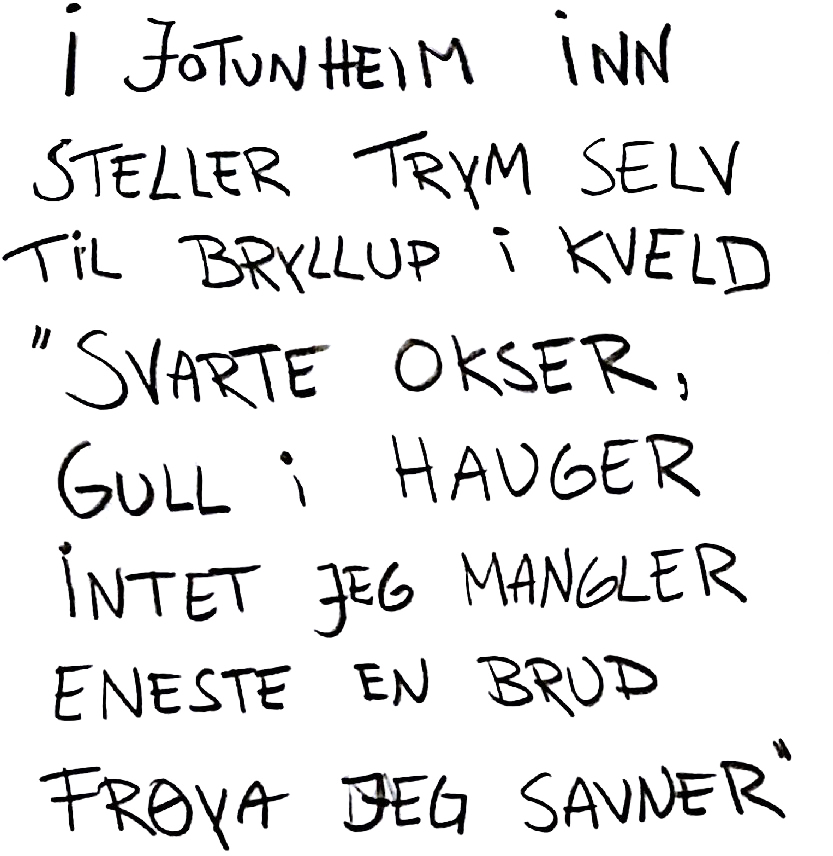 I JOTUNHEIM INN
STELLER TRYM SELV
TIL BRYLLUP I KVELD
"SVARTE OKSER,
GULL I HAUGER
INTET JEG MANGLER
ENESTE EN BRUD
FRØYA JEG SAVNER"